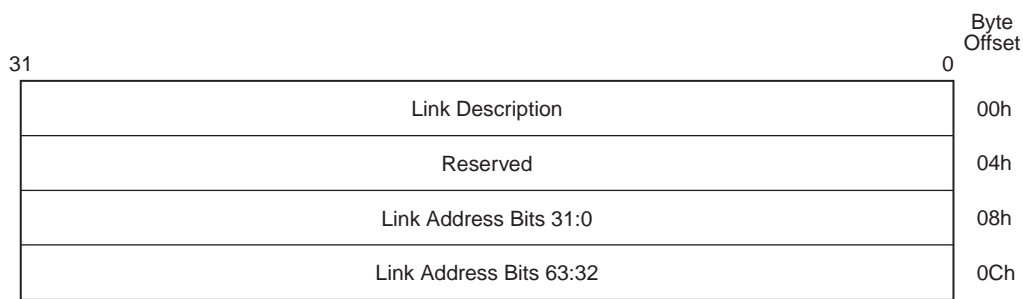 Byte
Offset
31 0
Link Description 00h
Reserved 04h
Link Address Bits 31:0 08h
Link Address Bits 63:32 0Ch